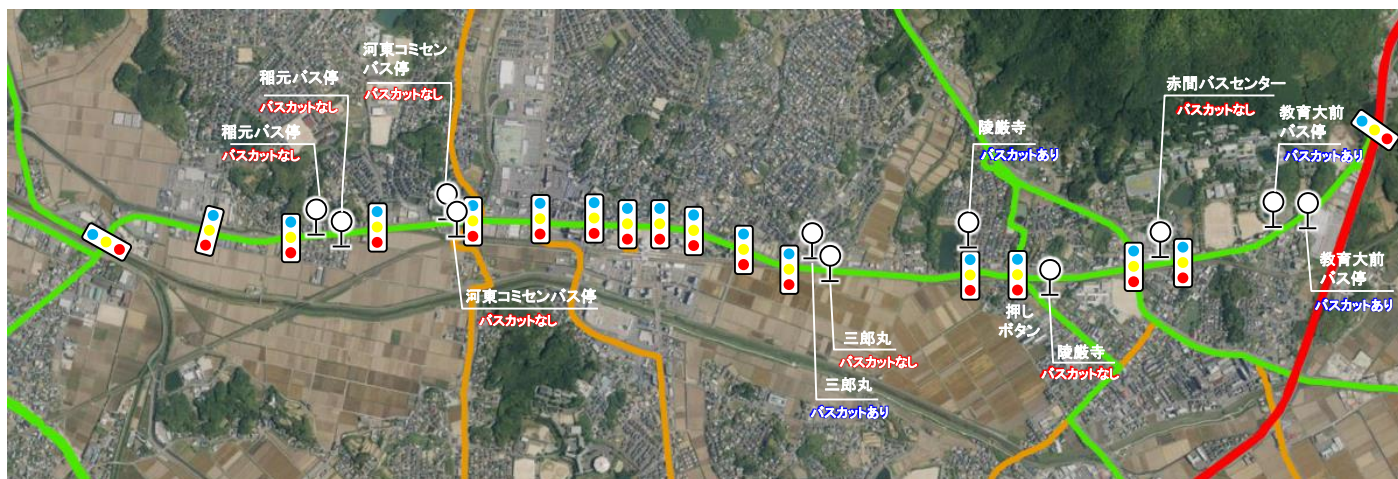 河東コミセン
バス停
バスカットなし
稲元バス停
バスカットなし
稲元バス停
バスカットなし
赤間バスセンター
バスカットなし
教育大前
バス停
バスカットあり
陵厳寺
バスカットあり
河東コミセンバス停
バスカットなし
教育大前
バス停
バスカットあり
押し
ボタン
三郎丸
バスカットなし
陵厳寺
バスカットなし
三郎丸
バスカットあり